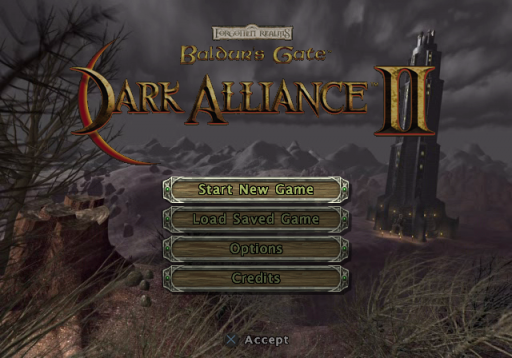 FORGOTTEN REALMS
Baldur's Gate
DARK ALLIANCE II
Start New Game
Load Saved Game
Options
Credits
X Accept